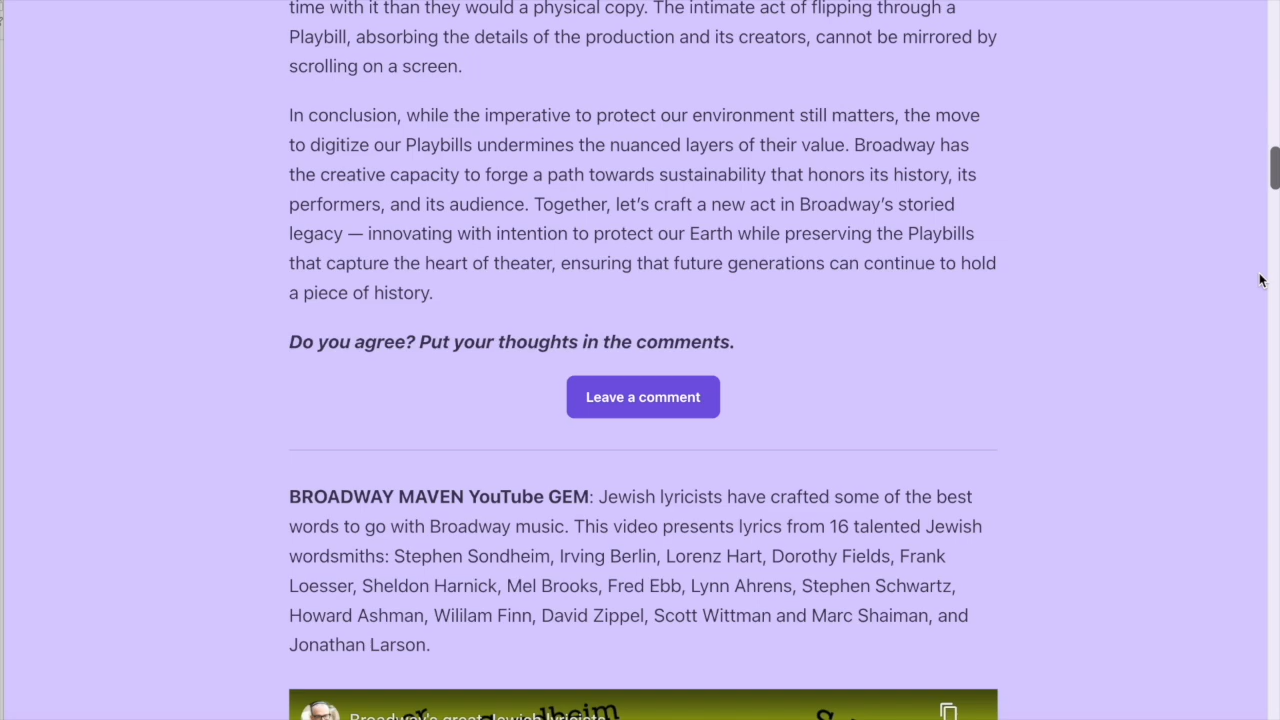 time with it than they would a physical copy. The intimate act of flipping through a
Playbill, absorbing the details of the production and its creators, cannot be mirrored by
scrolling on a screen.
In conclusion, while the imperative to protect our environment still matters, the move
to digitize our Playbills undermines the nuanced layers of their value. Broadway has
the creative capacity to forge a path towards sustainability that honors its history, its
performers, and its audience. Together, let’s craft a new act in Broadway’s storied
legacy — innovating with intention to protect our Earth while preserving the Playbills
that capture the heart of theater, ensuring that future generations can continue to hold
a piece of history.
Do you agree? Put your thoughts in the comments.
Leave a comment
BROADWAY MAVEN YouTube GEM: Jewish lyricists have crafted some of the best
words to go with Broadway music. This video presents lyrics from 16 talented Jewish
wordsmiths: Stephen Sondheim, Irving Berlin, Lorenz Hart, Dorothy Fields, Frank
Loesser, Sheldon Harnick, Mel Brooks, Fred Ebb, Lynn Ahrens, Stephen Schwartz,
Howard Ashman, Wililam Finn, David Zippel, Scott Wittman and Marc Shaiman, and
Jonathan Larson.
Broadway's great Jewish lyricists